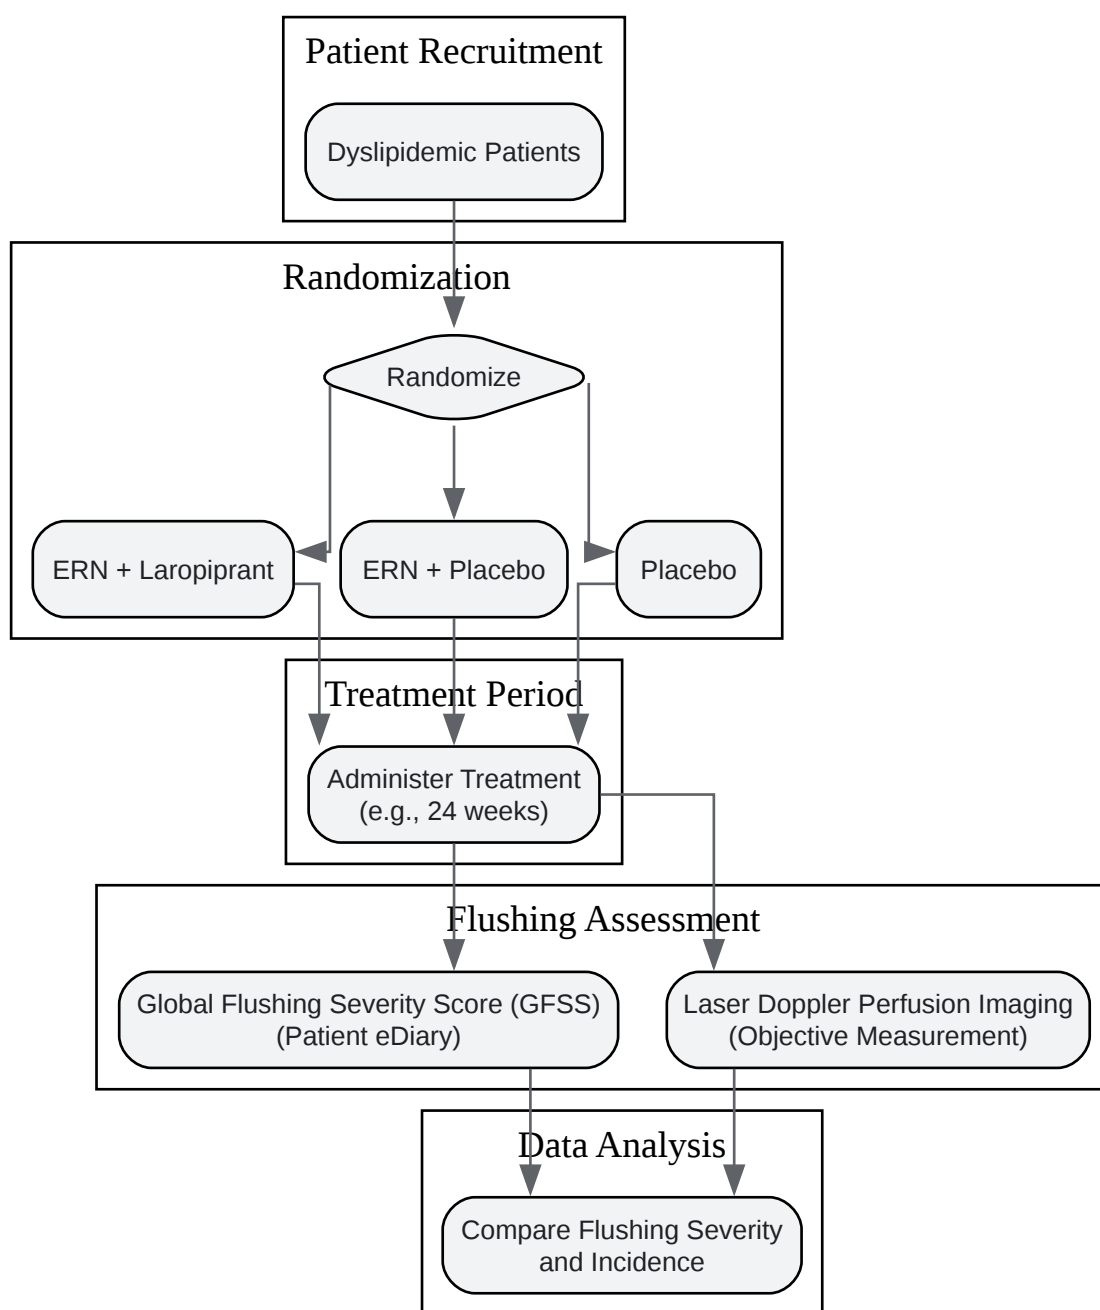 Patient Recruitment
Dyslipidemic Patients
Randomization
Randomize
ERN + Laropiprant
ERN + Placebo
Placebo
Treatment Period
Administer Treatment
(e.g., 24 weeks)
Flushing Assessment
Global Flushing Severity Score (GFSS)
(Patient eDiary)
Laser Doppler Perfusion Imaging
(Objective Measurement)
Data Analysis
Compare Flushing Severity
and Incidence